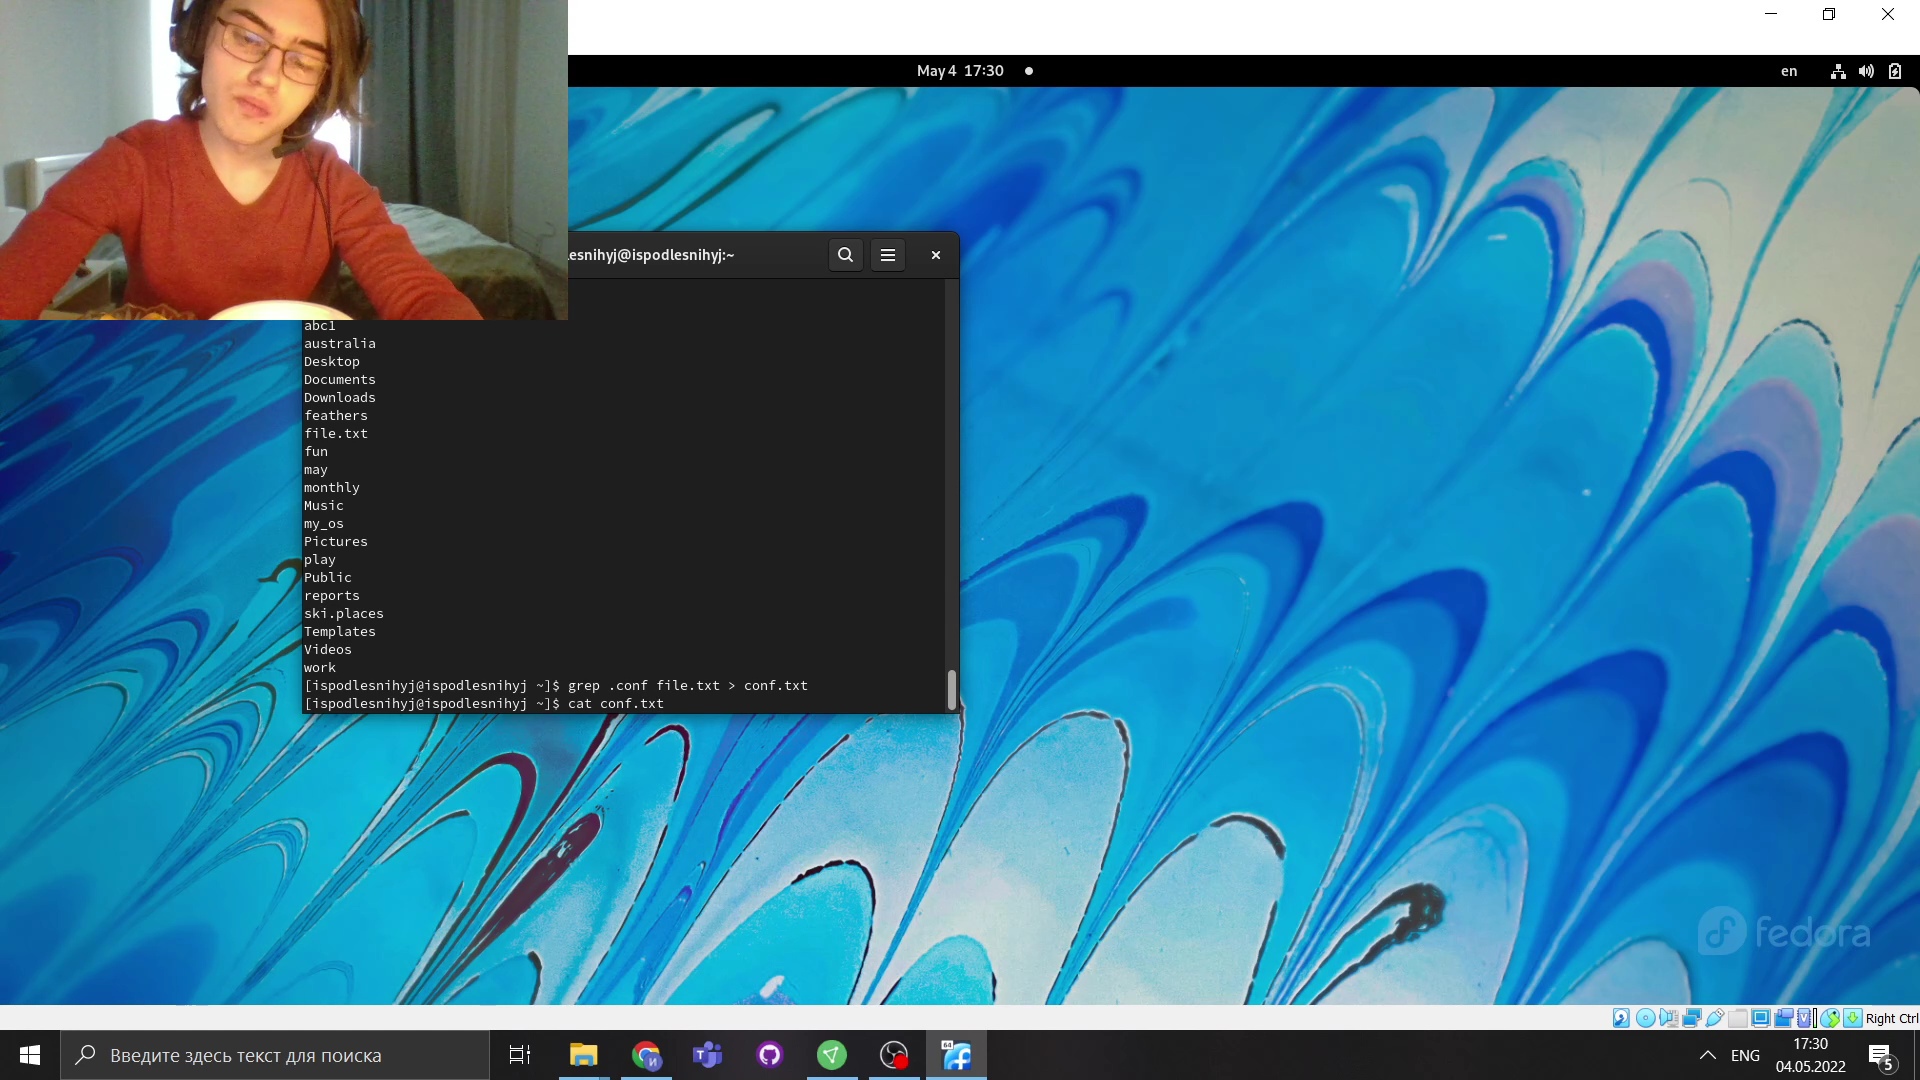 May 4 17:30
en
esnihyj@ispodlesnihyj:~
abc1
australia
Desktop
Documents
Downloads
feathers
file.txt
fun
may
monthly
Music
my_os
Pictures
play
Public
reports
ski.places
Templates
Videos
work
[ispodlesnihyj@ispodlesnihyj ~]$ grep .conf file.txt > conf.txt
[ispodlesnihyj@ispodlesnihyj ~]$ cat conf.txt
fedora
Right Ctrl
Введите здесь текст для поиска
64
ENG
17:30
04.05.2022
5